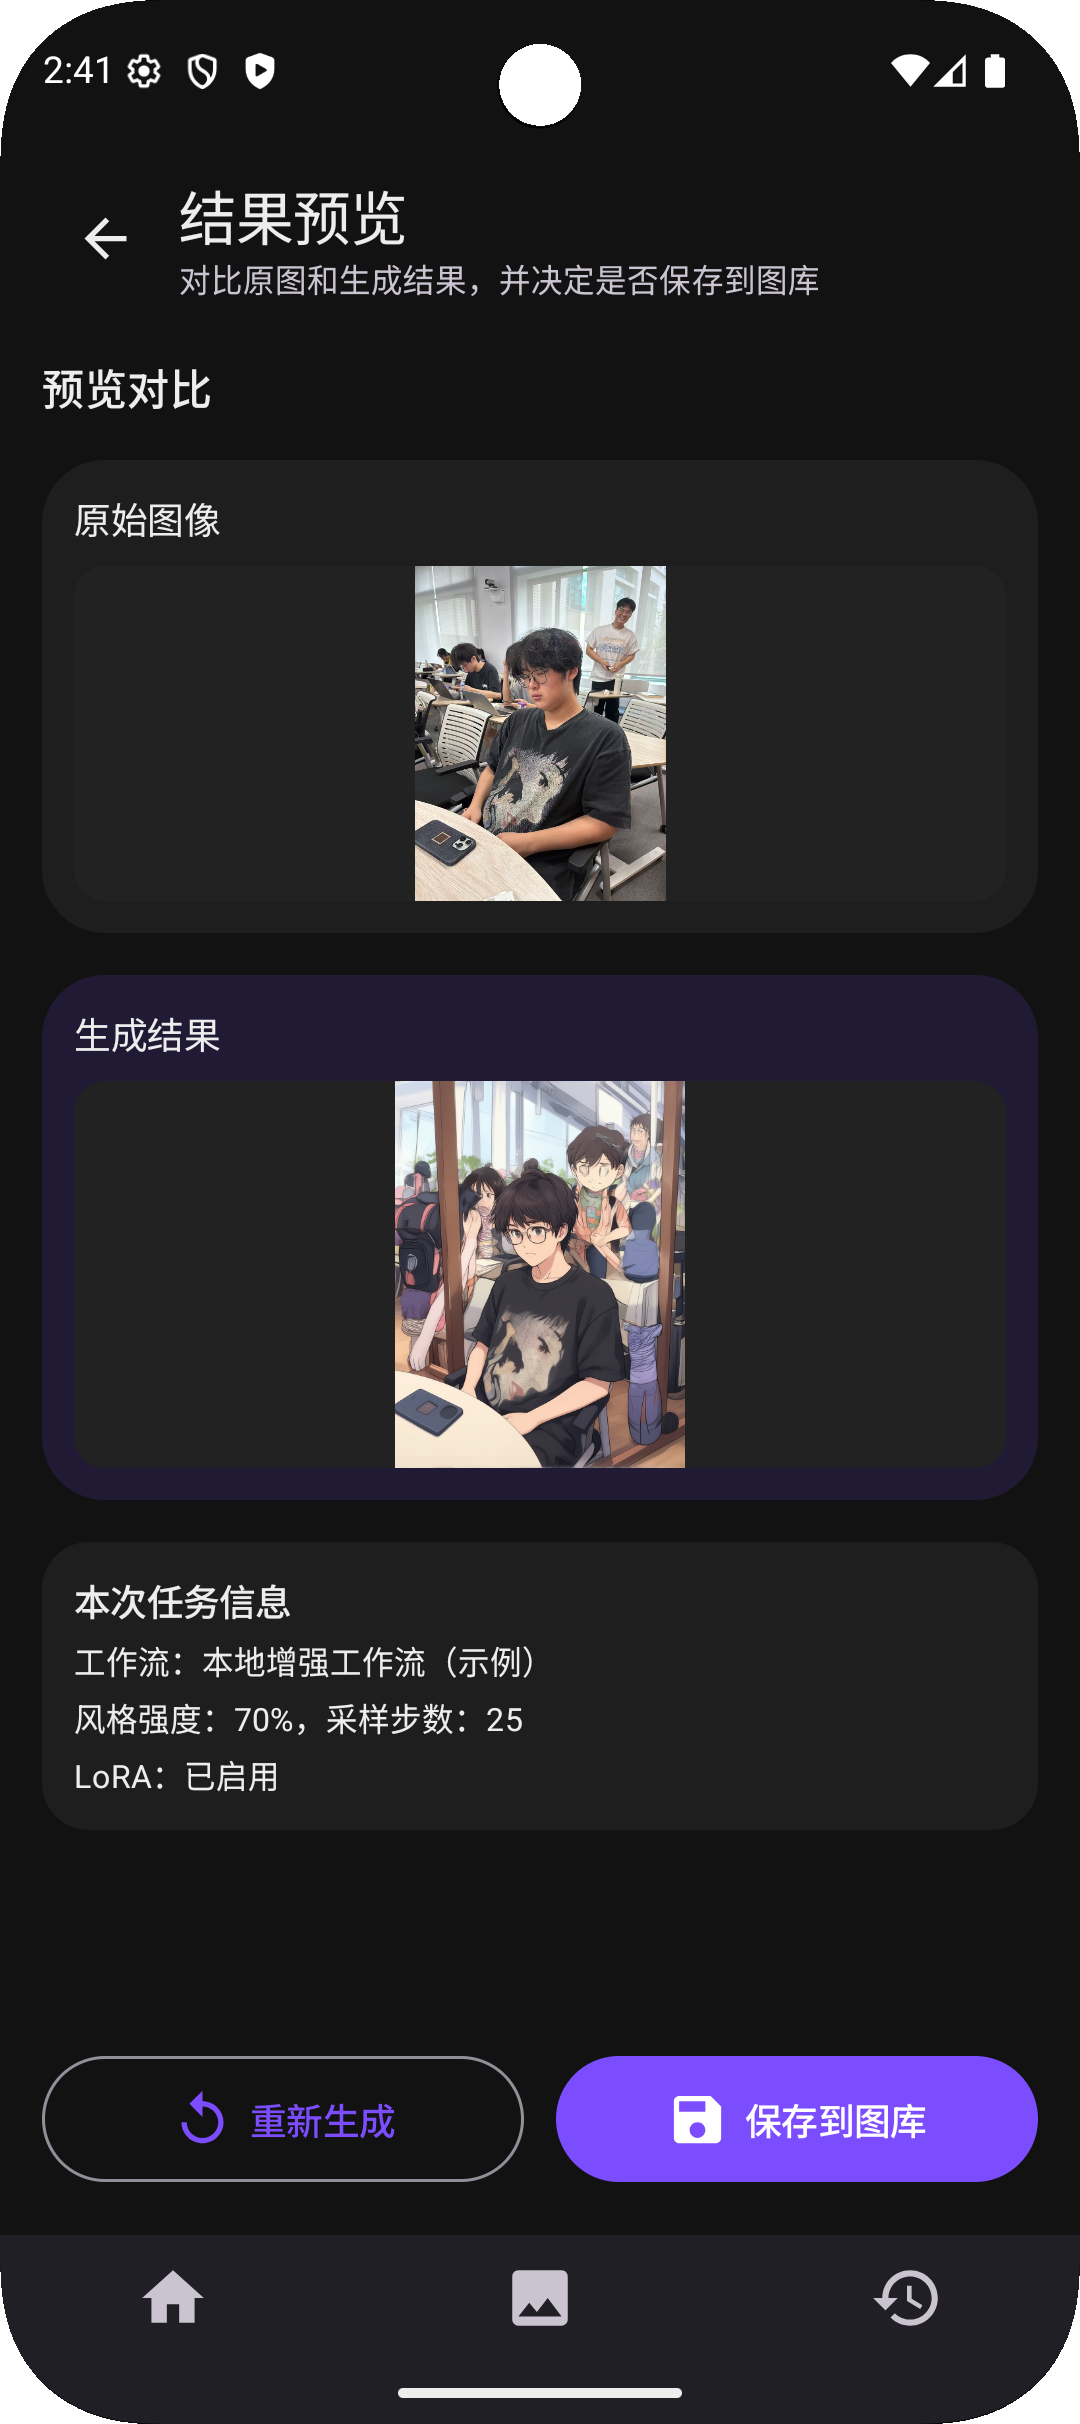 2:41
结果预览
对比原图和生成结果，并决定是否保存到图库
预览对比
原始图像
生成结果
本次任务信息
工作流：本地增强工作流（示例）
风格强度：70%，采样步数：25
LoRA：已启用
重新生成
保存到图库